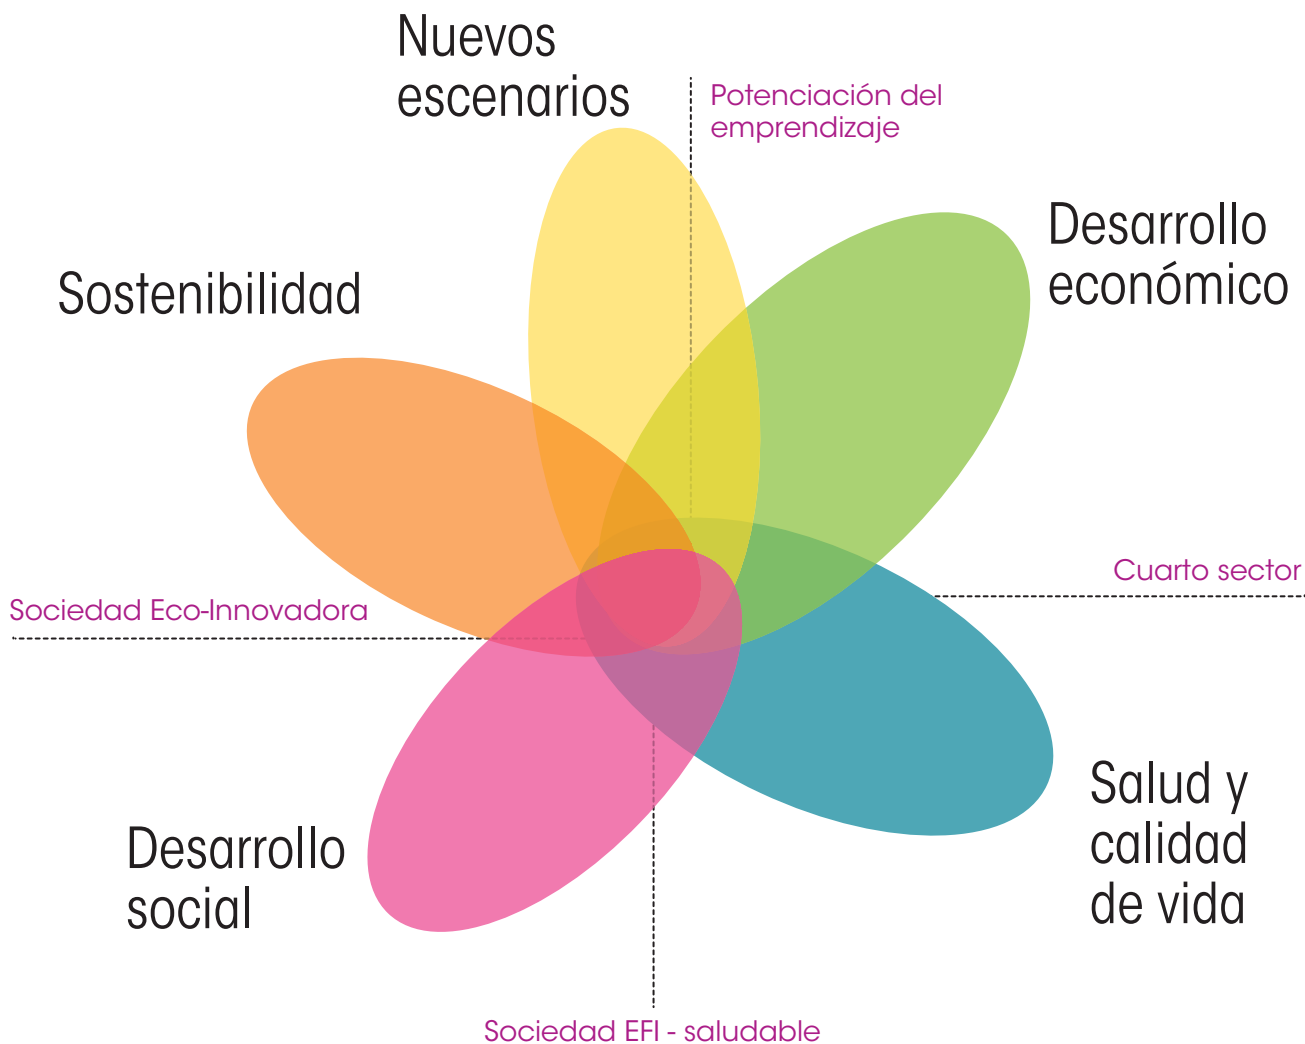 Nuevos
escenarios
Potenciación del
emprendizaje
Desarrollo
económico
Sostenibilidad
Cuarto sector
Sociedad Eco-Innovadora
Salud y
calidad
de vida
Desarrollo
social
Sociedad EFI - saludable